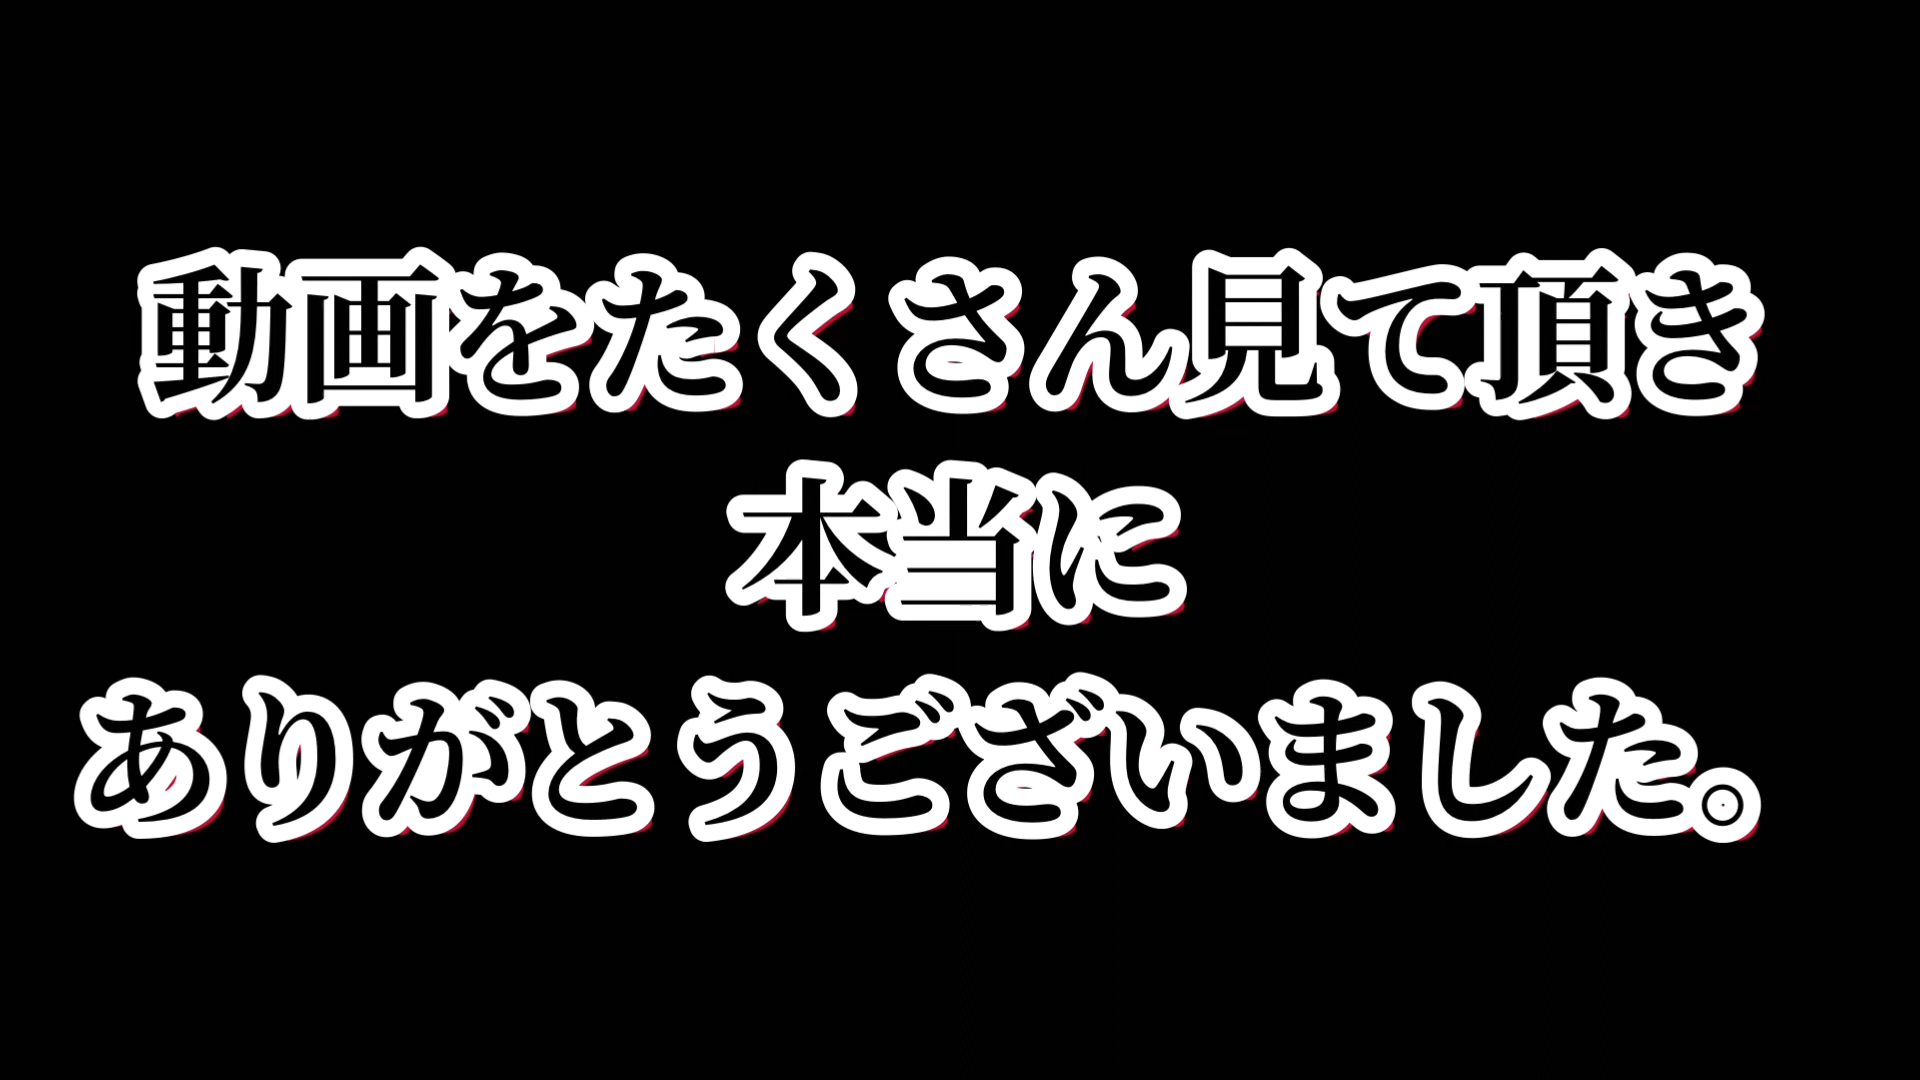 動画をたくさん見て頂き
本当に
ありがとうございました。